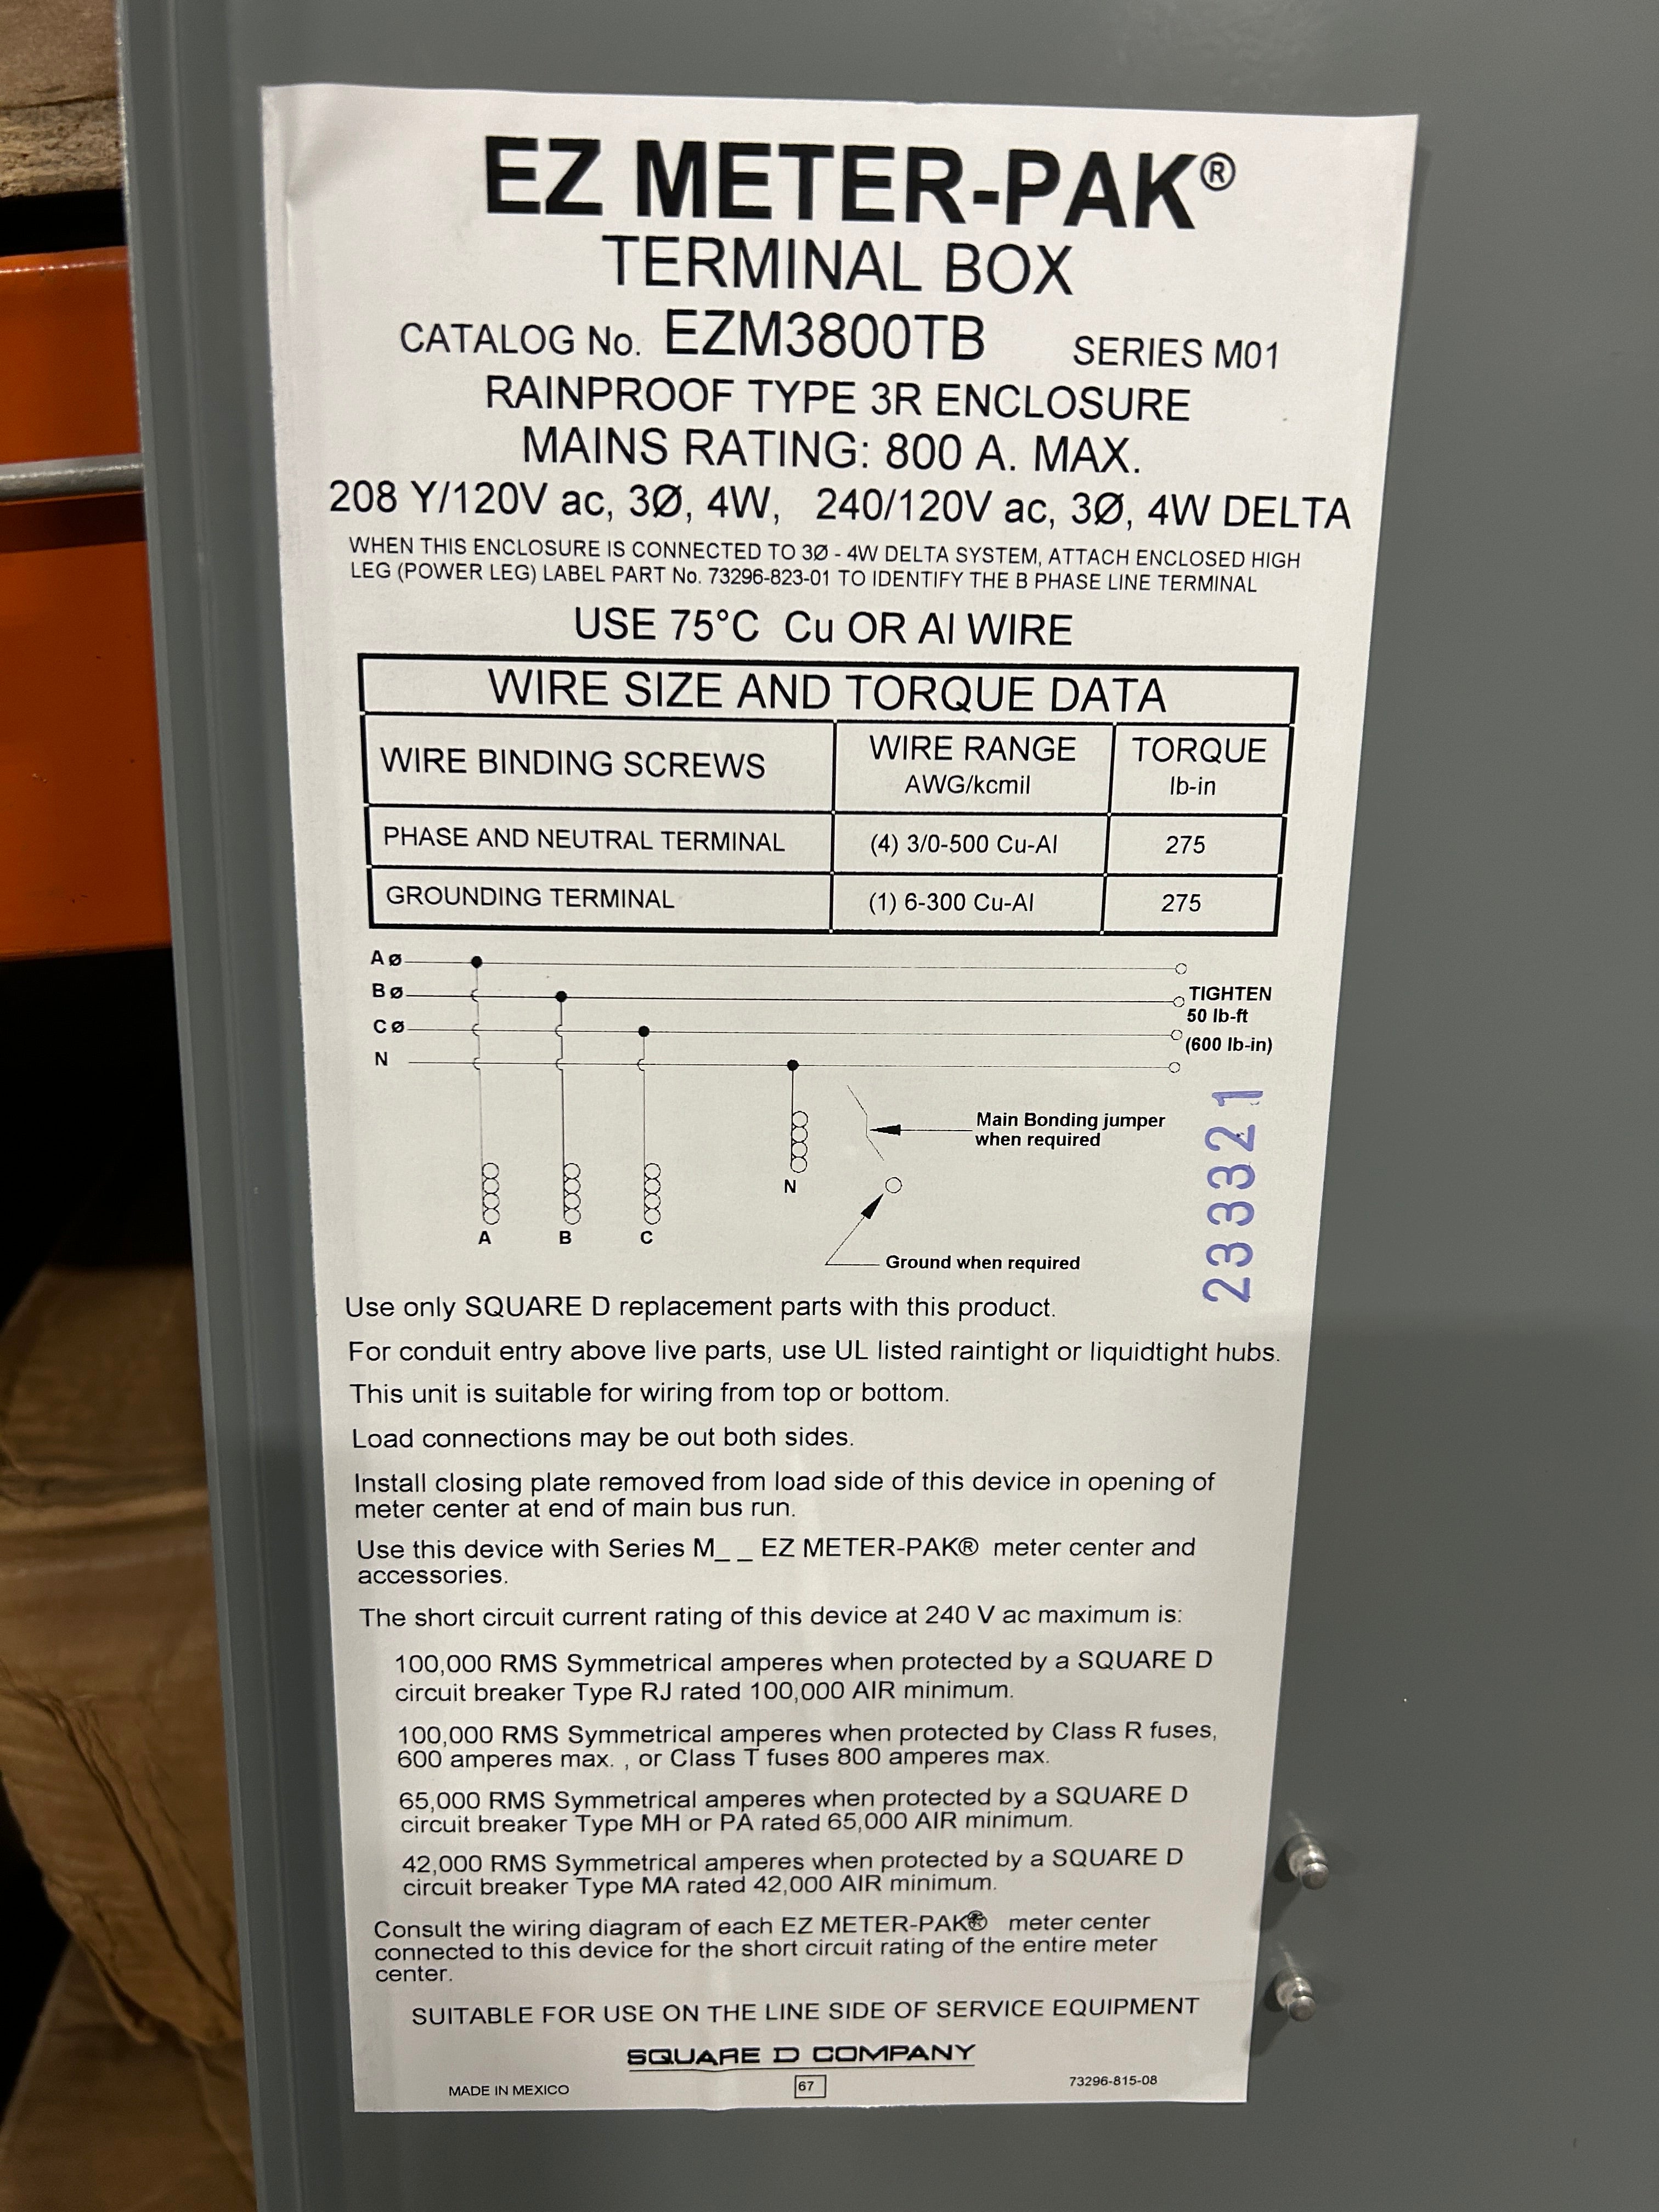 EZ METER-PAK®
TERMINAL BOX
CATALOG No. EZM3800TB SERIES M01
RAINPROOF TYPE 3R ENCLOSURE
MAINS RATING: 800 A. MAX.
208 Y/120V ac, 3Ø, 4W, 240/120V ac, 3Ø, 4W DELTA
WHEN THIS ENCLOSURE IS CONNECTED TO 3Ø - 4W DELTA SYSTEM, ATTACH ENCLOSED HIGH
LEG (POWER LEG) LABEL PART No. 73296-823-01 TO IDENTIFY THE B PHASE LINE TERMINAL
USE 75°C Cu OR Al WIRE
WIRE SIZE AND TORQUE DATA
WIRE BINDING SCREWS WIRE RANGE AWG/kcmil TORQUE lb-in
PHASE AND NEUTRAL TERMINAL (4) 3/0-500 Cu-Al 275
GROUNDING TERMINAL (1) 6-300 Cu-Al 275
A ø
B ø
C ø
N
TIGHTEN
50 lb-ft
(600 lb-in)
Main Bonding jumper
when required
N
A B C
Ground when required
233321
Use only SQUARE D replacement parts with this product.
For conduit entry above live parts, use UL listed raintight or liquidtight hubs.
This unit is suitable for wiring from top or bottom.
Load connections may be out both sides.
Install closing plate removed from load side of this device in opening of
meter center at end of main bus run.
Use this device with Series M_ _ EZ METER-PAK® meter center and
accessories.
The short circuit current rating of this device at 240 V ac maximum is:
100,000 RMS Symmetrical amperes when protected by a SQUARE D
circuit breaker Type RJ rated 100,000 AIR minimum.
100,000 RMS Symmetrical amperes when protected by Class R fuses,
600 amperes max. , or Class T fuses 800 amperes max.
65,000 RMS Symmetrical amperes when protected by a SQUARE D
circuit breaker Type MH or PA rated 65,000 AIR minimum.
42,000 RMS Symmetrical amperes when protected by a SQUARE D
circuit breaker Type MA rated 42,000 AIR minimum.
Consult the wiring diagram of each EZ METER-PAK® meter center
connected to this device for the short circuit rating of the entire meter
center.
SUITABLE FOR USE ON THE LINE SIDE OF SERVICE EQUIPMENT
SQUARE D COMPANY
MADE IN MEXICO 67 73296-815-08